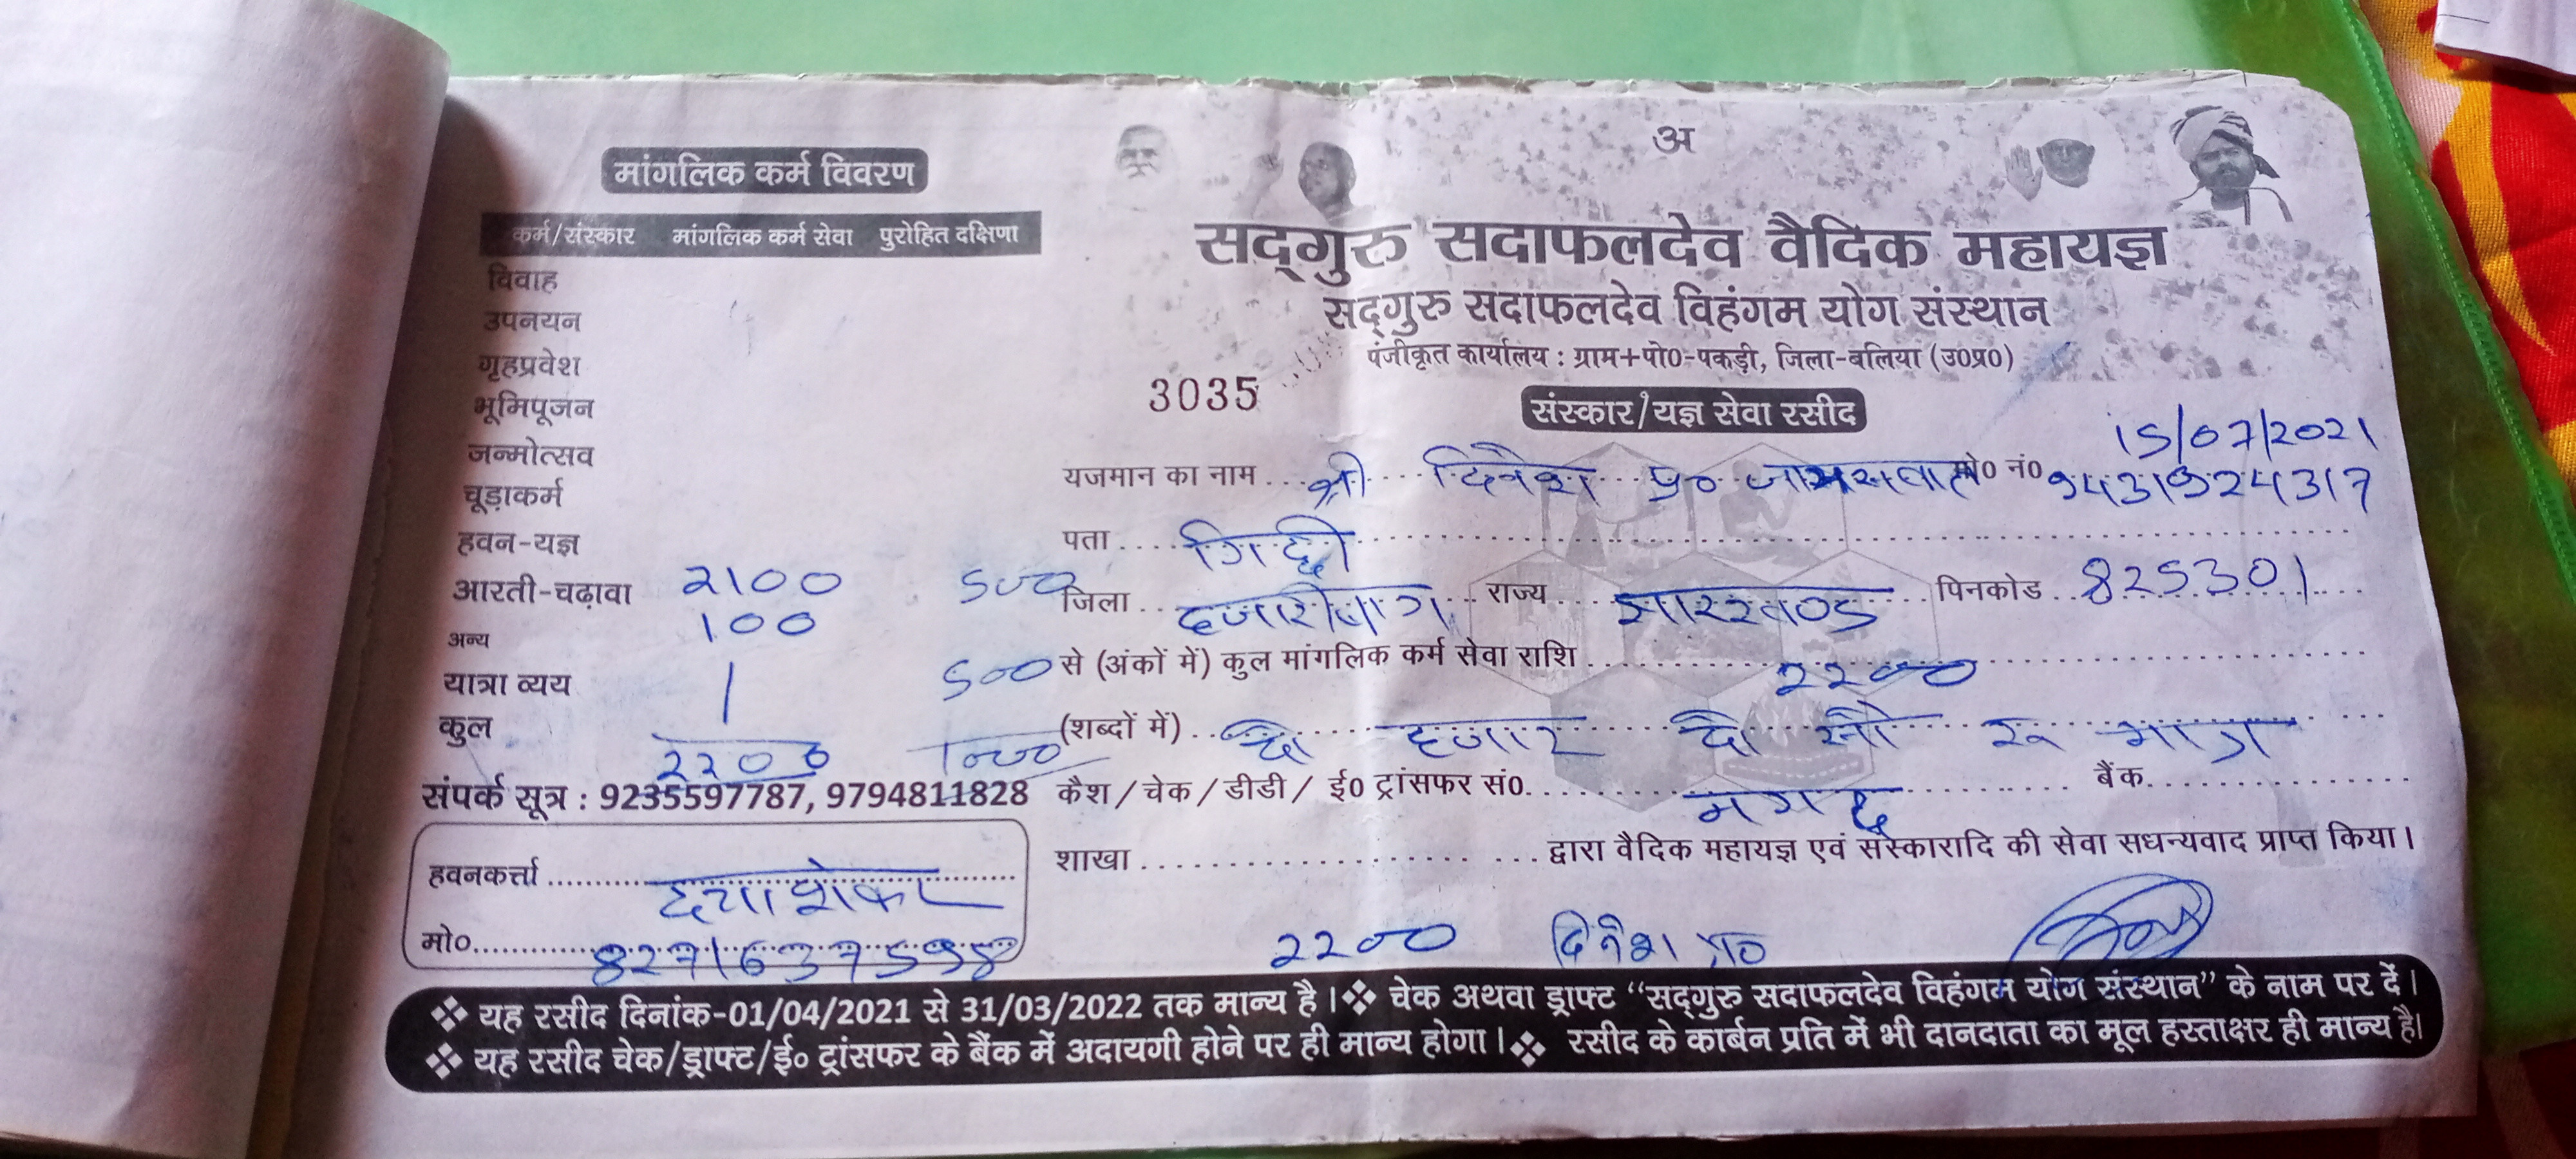 मांगलिक कर्म विवरण
कर्म/संस्कार मांगलिक कर्म सेवा पुरोहित दक्षिणा
विवाह
उपनयन
गृहप्रवेश
भूमिपूजन
जन्मोत्सव
चूड़ाकर्म
हवन-यज्ञ
आरती-चढ़ावा 2100 500
अन्य 100
यात्रा व्यय 500
कुल 2200 1000
संपर्क सूत्र : 9235597787, 9794811828
हवनकर्त्ता दयाशंकर
मो० 8271637598
अ
सद्गुरु सदाफलदेव वैदिक महायज्ञ
सद्गुरु सदाफलदेव विहंगम योग संस्थान
पंजीकृत कार्यालय : ग्राम+पो0-पकड़ी, जिला-बलिया (उ0प्र0)
3035
संस्कार/यज्ञ सेवा रसीद
15/07/2021
यजमान का नाम श्री दिनेश प्र० जायसवाल मो0 नं0 9431924317
पता गिद्दी
जिला हजारीबाग राज्य झारखण्ड पिनकोड 825301
से (अंकों में) कुल मांगलिक कर्म सेवा राशि 2200
(शब्दों में) दो हजार दो सौ रू मात्र
कैश/चेक/डीडी/ ई0 ट्रांसफर सं0. नगद बैंक
शाखा द्वारा वैदिक महायज्ञ एवं संस्कारादि की सेवा सधन्यवाद प्राप्त किया।
2200 दिनेश प्र०
❖ यह रसीद दिनांक-01/04/2021 से 31/03/2022 तक मान्य है। ❖ चेक अथवा ड्राफ्ट “सद्गुरु सदाफलदेव विहंगम योग संस्थान” के नाम पर दें।
❖ यह रसीद चेक/ड्राफ्ट/ई० ट्रांसफर के बैंक में अदायगी होने पर ही मान्य होगा। ❖ रसीद के कार्बन प्रति में भी दानदाता का मूल हस्ताक्षर ही मान्य है।